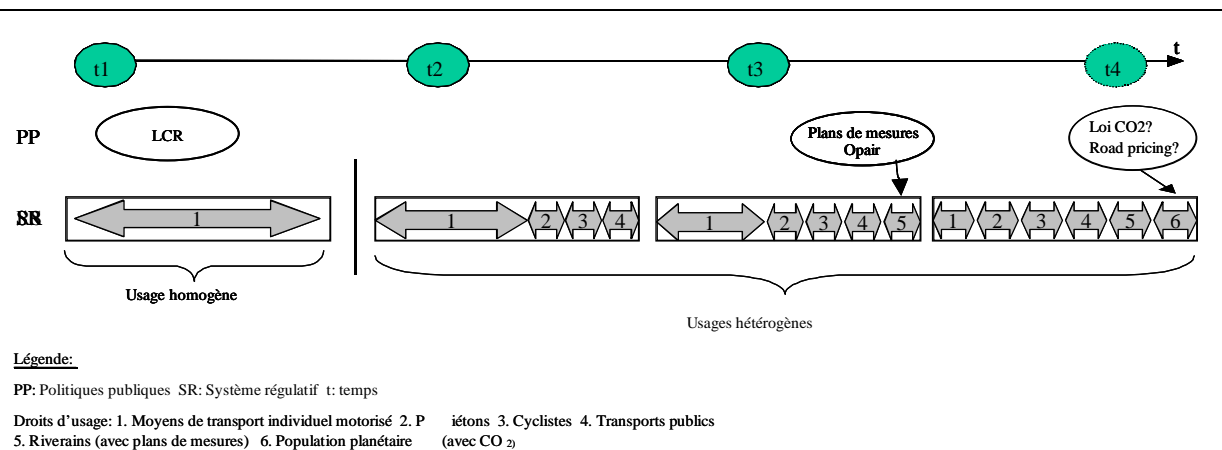 t
t1 t2 t3 t4
PP LCR Plans de mesures Opair Loi CO2? Road pricing?
SR 1 1 2 3 4 1 2 3 4 5 1 2 3 4 5 6
Usage homogène
Usages hétérogènes
Légende:
PP: Politiques publiques SR: Système régulatif t: temps
Droits d’usage: 1. Moyens de transport individuel motorisé 2. P iétons 3. Cyclistes 4. Transports publics
5. Riverains (avec plans de mesures) 6. Population planétaire (avec CO 2)